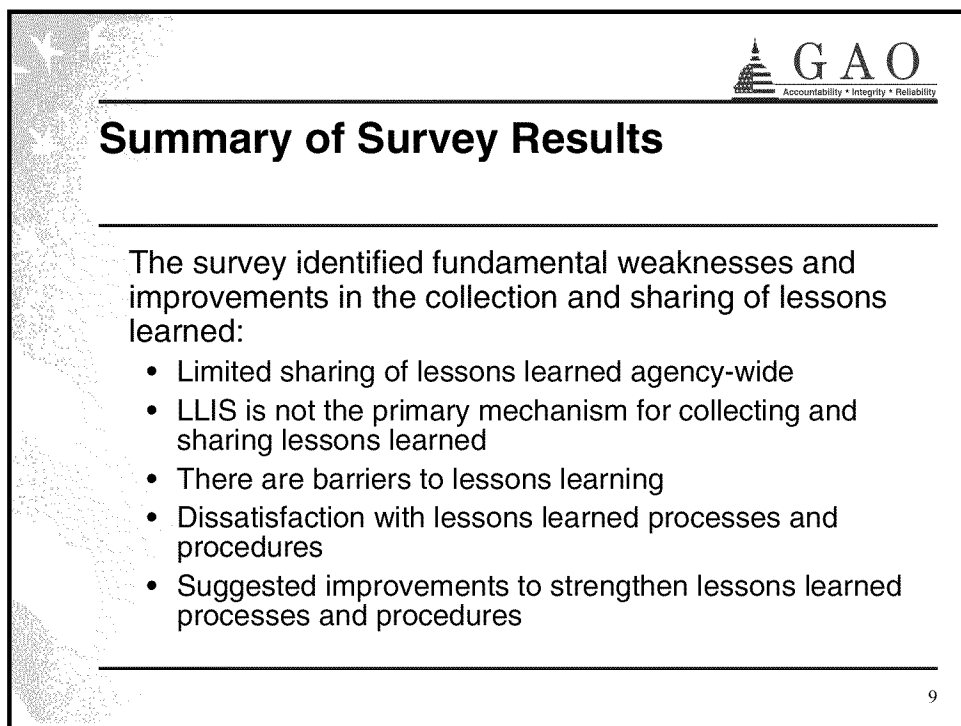 G A O
Accountability * Integrity * Reliability
Summary of Survey Results
The survey identified fundamental weaknesses and
improvements in the collection and sharing of lessons
learned:
• Limited sharing of lessons learned agency-wide
• LLIS is not the primary mechanism for collecting and
sharing lessons learned
• There are barriers to lessons learning
• Dissatisfaction with lessons learned processes and
procedures
• Suggested improvements to strengthen lessons learned
processes and procedures
9